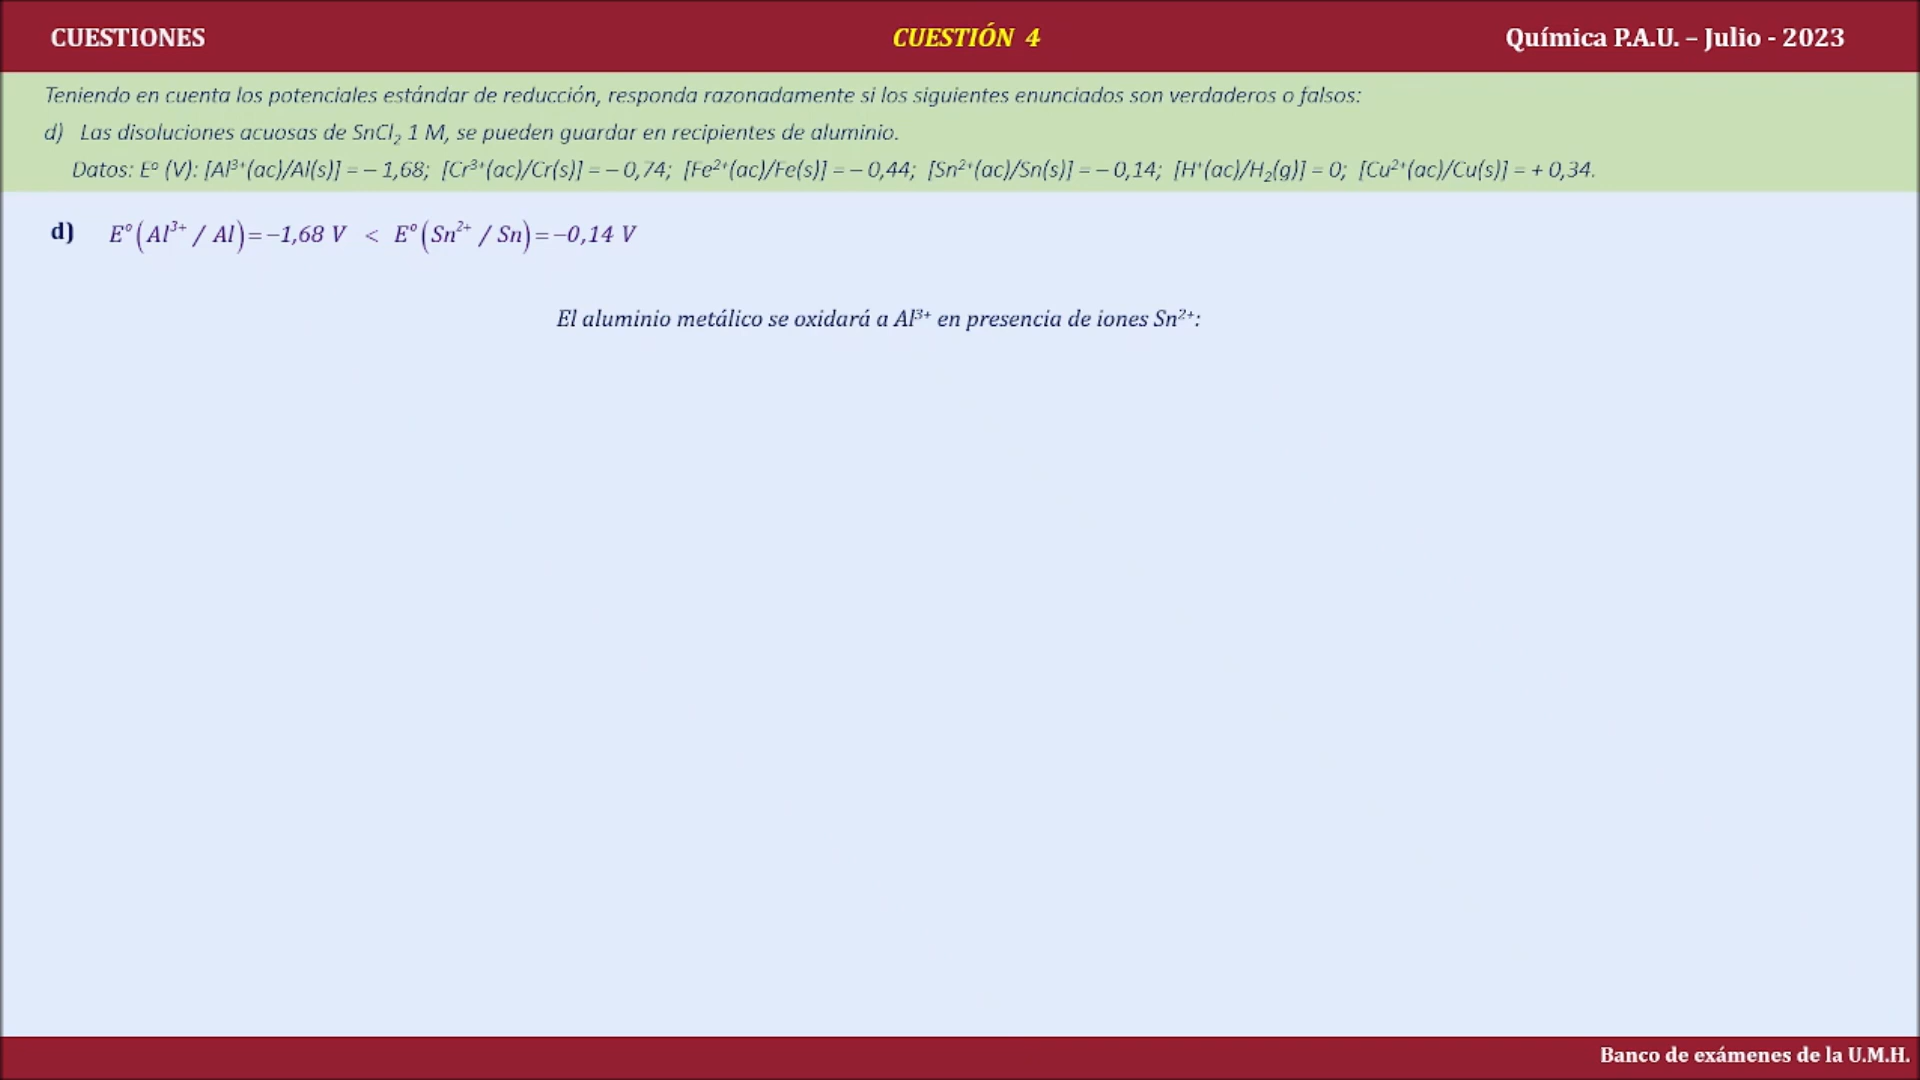 CUESTIONES
CUESTIÓN 4
Química P.A.U. – Julio - 2023
Teniendo en cuenta los potenciales estándar de reducción, responda razonadamente si los siguientes enunciados son verdaderos o falsos:
d) Las disoluciones acuosas de SnCl₂ 1 M, se pueden guardar en recipientes de aluminio.
Datos: Eº (V): [Al³⁺(ac)/Al(s)] = – 1,68; [Cr³⁺(ac)/Cr(s)] = – 0,74; [Fe²⁺(ac)/Fe(s)] = – 0,44; [Sn²⁺(ac)/Sn(s)] = – 0,14; [H⁺(ac)/H₂(g)] = 0; [Cu²⁺(ac)/Cu(s)] = + 0,34.
d) Eº(Al³⁺ / Al) = –1,68 V < Eº(Sn²⁺ / Sn) = –0,14 V
El aluminio metálico se oxidará a Al³⁺ en presencia de iones Sn²⁺:
Banco de exámenes de la U.M.H.